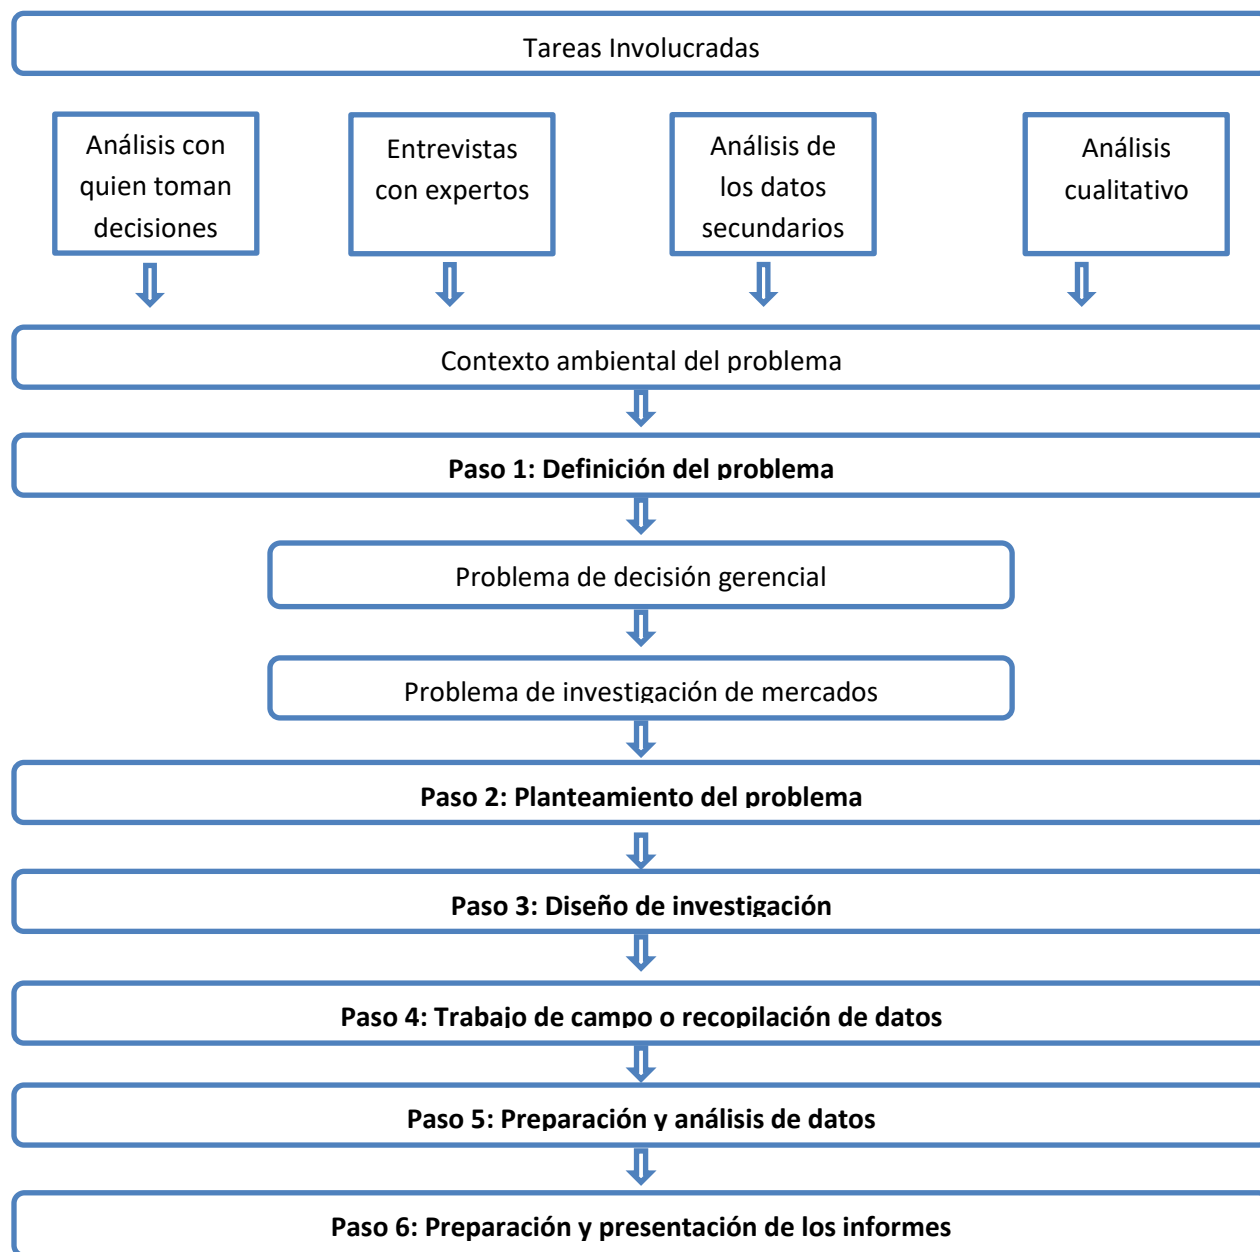 Tareas Involucradas
Análisis con
quien toman
decisiones
Entrevistas
con expertos
Análisis de
los datos
secundarios
Análisis
cualitativo
Contexto ambiental del problema
Paso 1: Definición del problema
Problema de decisión gerencial
Problema de investigación de mercados
Paso 2: Planteamiento del problema
Paso 3: Diseño de investigación
Paso 4: Trabajo de campo o recopilación de datos
Paso 5: Preparación y análisis de datos
Paso 6: Preparación y presentación de los informes